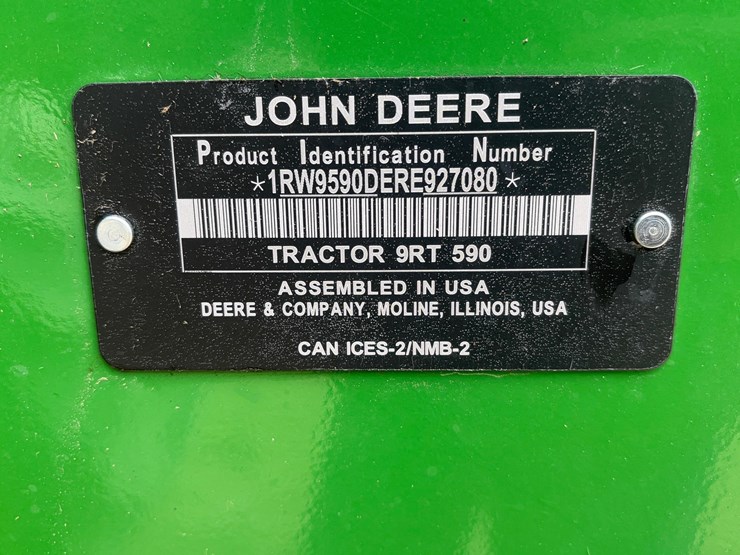 JOHN DEERE
Product Identification Number
*1RW9590DERE927080*
TRACTOR 9RT 590
ASSEMBLED IN USA
DEERE & COMPANY, MOLINE, ILLINOIS, USA
CAN ICES-2/NMB-2